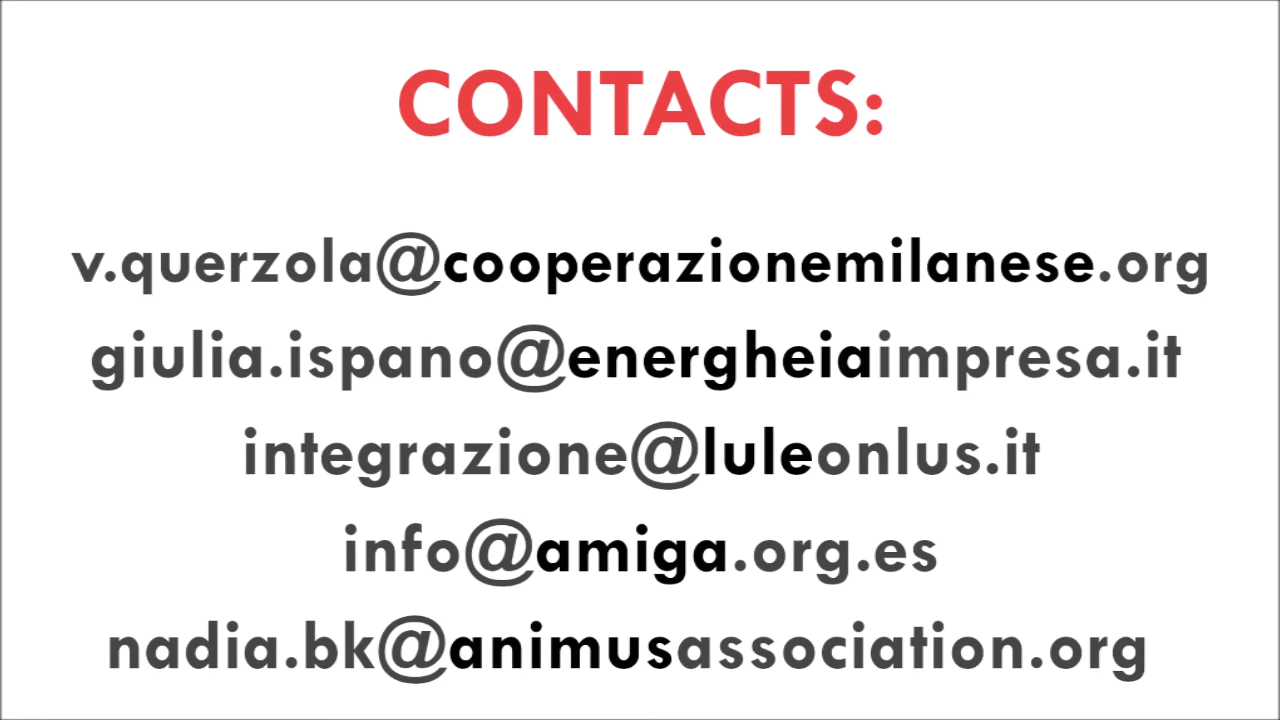 CONTACTS:
v.querzola@cooperazionemilanese.org
giulia.ispano@energheiaimpresa.it
integrazione@luleonlus.it
info@amiga.org.es
nadia.bk@animusassociation.org